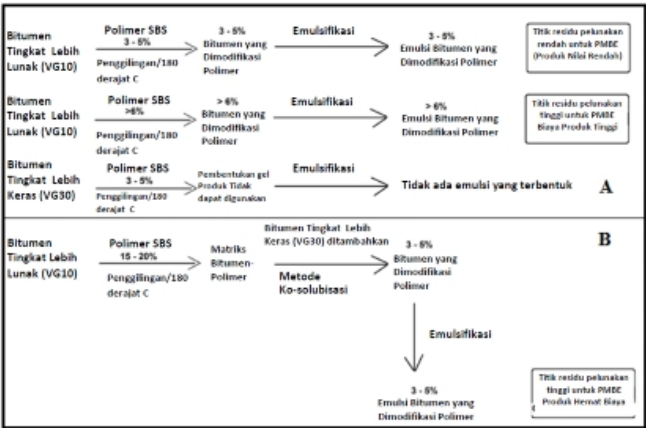 Bitumen
Tingkat Lebih
Lunak (VG10)
Polimer SBS
3 - 5%
Penggilingan/180
derajat C
3 - 5%
Bitumen yang
Dimodifikasi
Polimer
Emulsifikasi
3 - 5%
Emulsi Bitumen yang
Dimodifikasi Polimer
Titik residu pelunakan
rendah untuk PMBE
(Produk Nilai Rendah)
Bitumen
Tingkat Lebih
Lunak (VG10)
Polimer SBS
>6%
Penggilingan/180
derajat C
> 6%
Bitumen yang
Dimodifikasi
Polimer
Emulsifikasi
> 6%
Emulsi Bitumen yang
Dimodifikasi Polimer
Titik residu pelunakan
tinggi untuk PMBE
Biaya Produk Tinggi
Bitumen
Tingkat Lebih
Keras (VG30)
Polimer SBS
3 - 5%
Penggilingan/180
derajat C
Pembentukan gel
Produk Tidak
dapat digunakan
Emulsifikasi
Tidak ada emulsi yang terbentuk
A
B
Bitumen
Tingkat Lebih
Lunak (VG10)
Polimer SBS
15 - 20%
Penggilingan/180
derajat C
Matriks
Bitumen-
Polimer
Bitumen Tingkat Lebih
Keras (VG30) ditambahkan
Metode
Ko-solubisasi
3 - 5%
Bitumen yang
Dimodifikasi
Polimer
Emulsifikasi
3 - 5%
Emulsi Bitumen yang
Dimodifikasi Polimer
Titik residu pelunakan
tinggi untuk PMBE
Produk Hemat Biaya